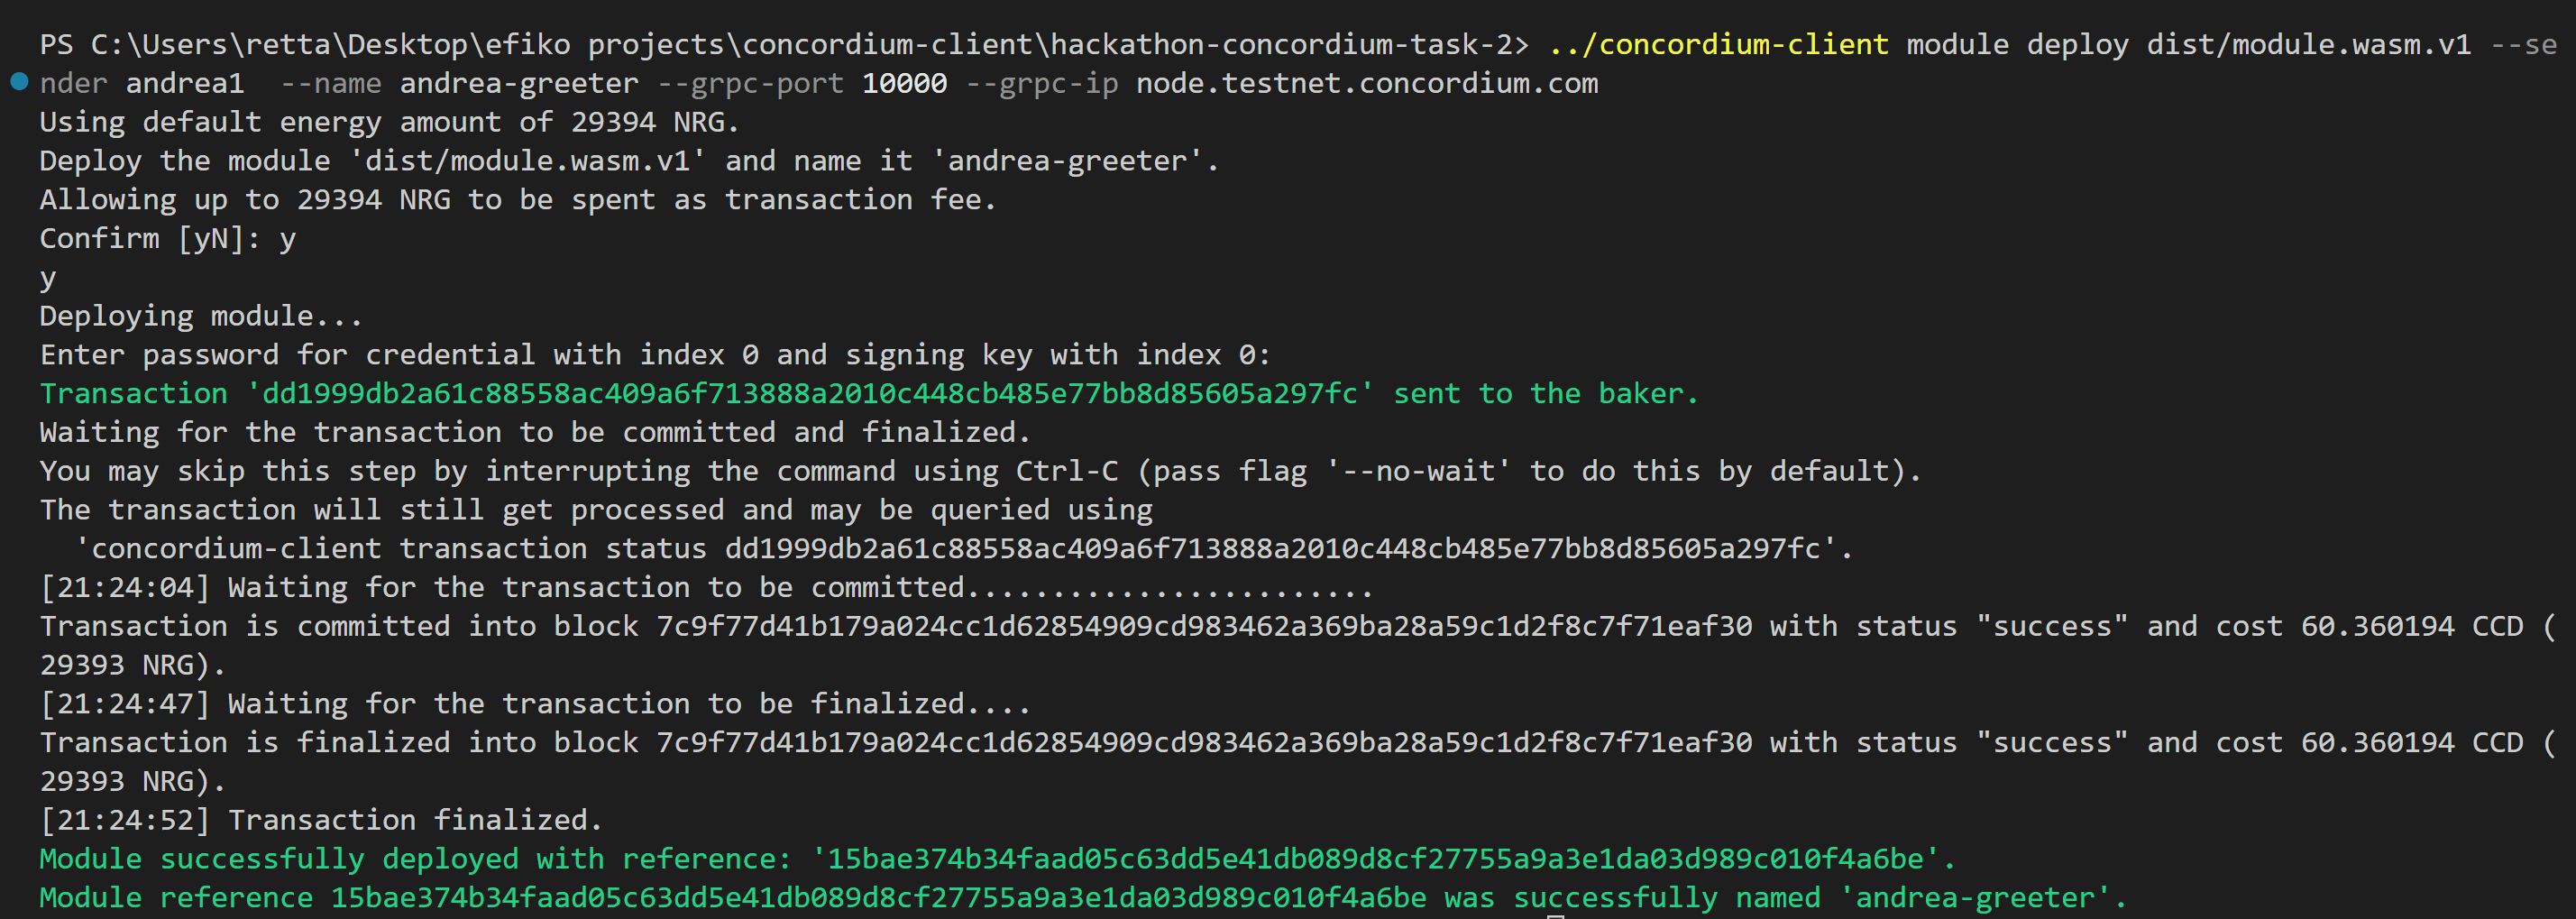 PS C:\Users\retta\Desktop\efiko projects\concordium-client\hackathon-concordium-task-2> ../concordium-client module deploy dist/module.wasm.v1 --se
nder andrea1  --name andrea-greeter --grpc-port 10000 --grpc-ip node.testnet.concordium.com
Using default energy amount of 29394 NRG.
Deploy the module 'dist/module.wasm.v1' and name it 'andrea-greeter'.
Allowing up to 29394 NRG to be spent as transaction fee.
Confirm [yN]: y
y
Deploying module...
Enter password for credential with index 0 and signing key with index 0:
Transaction 'dd1999db2a61c88558ac409a6f713888a2010c448cb485e77bb8d85605a297fc' sent to the baker.
Waiting for the transaction to be committed and finalized.
You may skip this step by interrupting the command using Ctrl-C (pass flag '--no-wait' to do this by default).
The transaction will still get processed and may be queried using
  'concordium-client transaction status dd1999db2a61c88558ac409a6f713888a2010c448cb485e77bb8d85605a297fc'.
[21:24:04] Waiting for the transaction to be committed........................
Transaction is committed into block 7c9f77d41b179a024cc1d62854909cd983462a369ba28a59c1d2f8c7f71eaf30 with status "success" and cost 60.360194 CCD (
29393 NRG).
[21:24:47] Waiting for the transaction to be finalized....
Transaction is finalized into block 7c9f77d41b179a024cc1d62854909cd983462a369ba28a59c1d2f8c7f71eaf30 with status "success" and cost 60.360194 CCD (
29393 NRG).
[21:24:52] Transaction finalized.
Module successfully deployed with reference: '15bae374b34faad05c63dd5e41db089d8cf27755a9a3e1da03d989c010f4a6be'.
Module reference 15bae374b34faad05c63dd5e41db089d8cf27755a9a3e1da03d989c010f4a6be was successfully named 'andrea-greeter'.